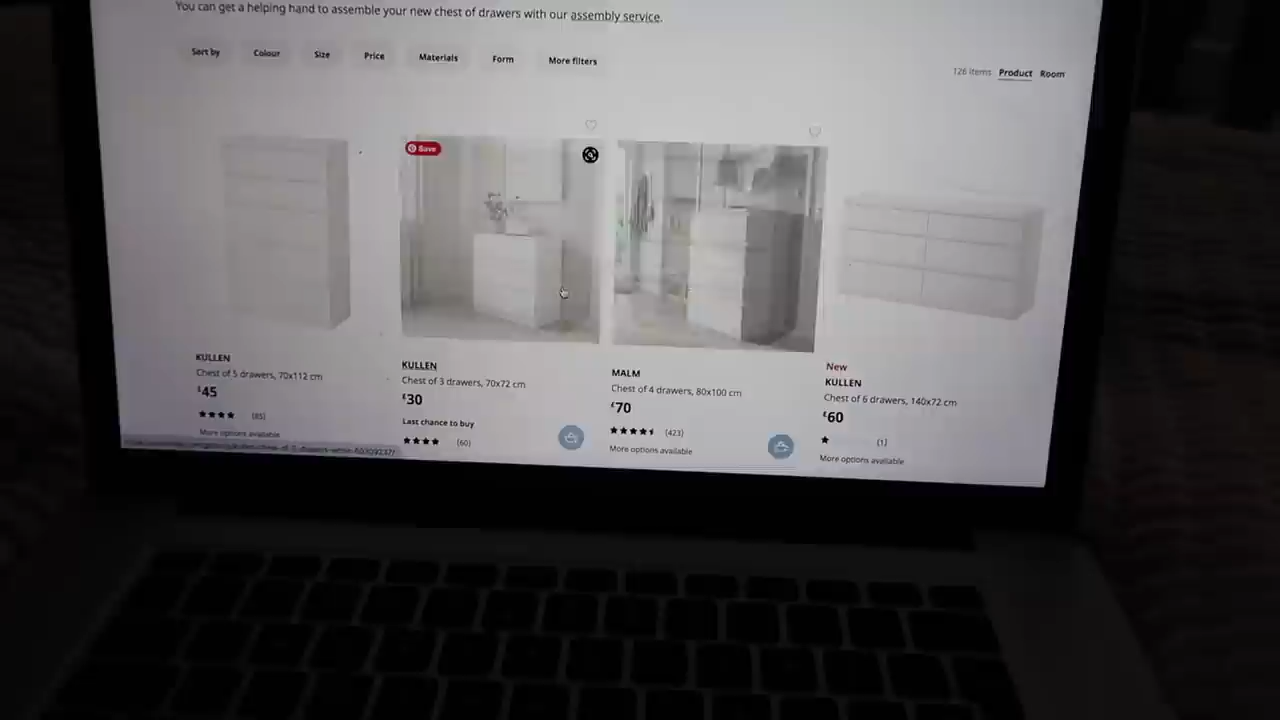 You can get a helping hand to assemble your new chest of drawers with our assembly service.
Sort by
Colour
Size
Price
Materials
Form
More filters
126 items
Product
Room
Save
KULLEN
Chest of 5 drawers, 70x112 cm
£45
(85)
More options available
KULLEN
Chest of 3 drawers, 70x72 cm
£30
Last chance to buy
(60)
MALM
Chest of 4 drawers, 80x100 cm
£70
(423)
More options available
New
KULLEN
Chest of 6 drawers, 140x72 cm
£60
(1)
More options available